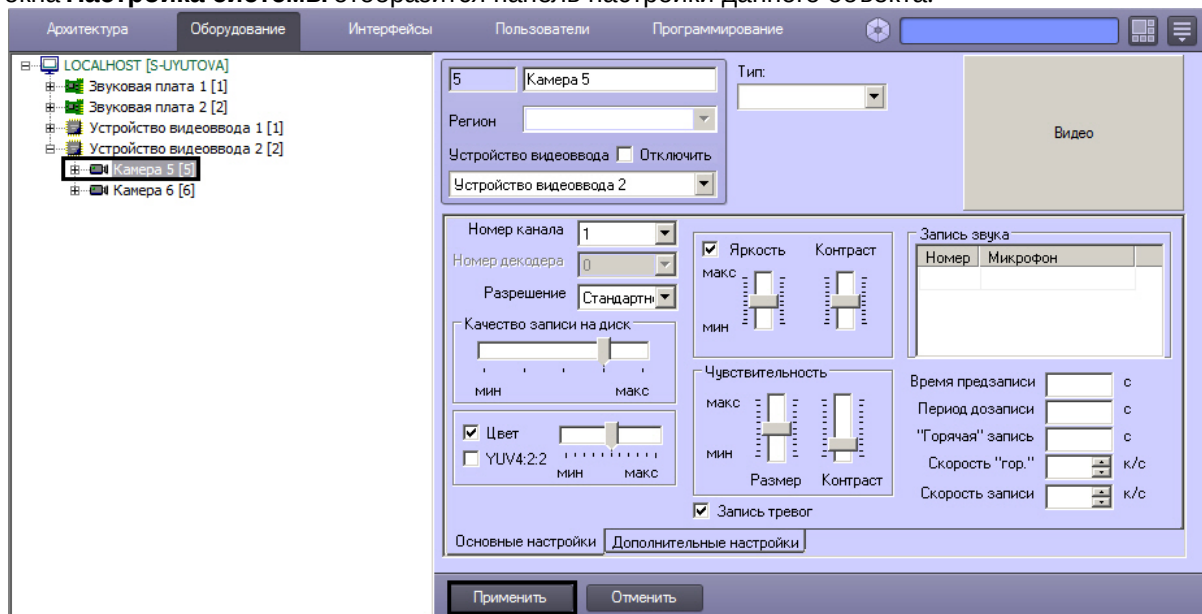 окна Настройка системы отобразится панель настройки данного объекта.
Архитектура Оборудование Интерфейсы Пользователи Программирование
LOCALHOST [S-UYUTOVA]
Звуковая плата 1 [1]
Звуковая плата 2 [2]
Устройство видеоввода 1 [1]
Устройство видеоввода 2 [2]
Камера 5 [5]
Камера 6 [6]
5 Камера 5
Регион
Устройство видеоввода Отключить
Устройство видеоввода 2
Тип:
Видео
Номер канала 1
Номер декодера 0
Разрешение Стандартн
Качество записи на диск
мин макс
Цвет
YUV4:2:2
мин макс
Яркость Контраст
макс
мин
Чувствительность
макс
мин
Размер Контраст
Запись тревог
Запись звука
Номер Микрофон
Время предзаписи с
Период дозаписи с
"Горячая" запись с
Скорость "гор." к/с
Скорость записи к/с
Основные настройки Дополнительные настройки
Применить Отменить